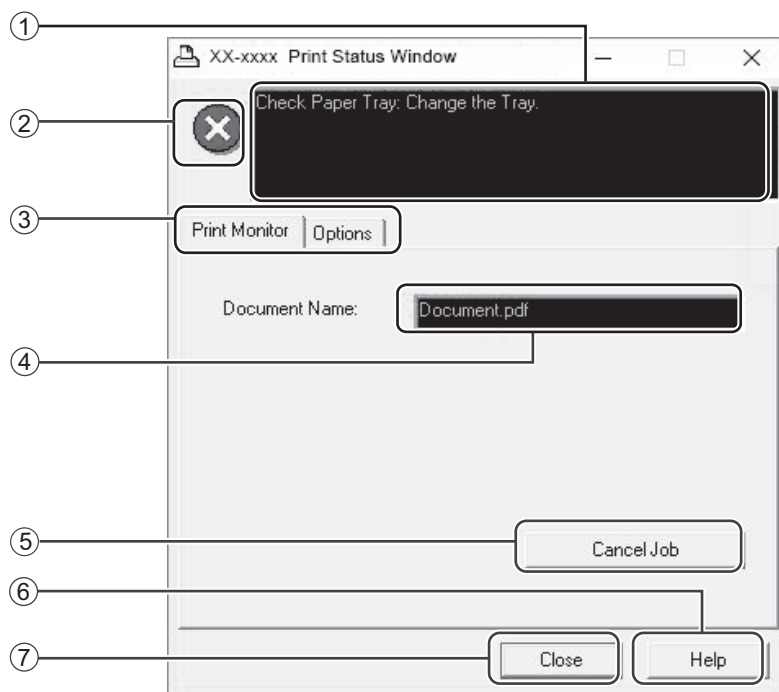 ①
XX-xxxx Print Status Window
②
Check Paper Tray: Change the Tray.
③
Print Monitor Options
Document Name: Document.pdf
④
⑤
Cancel Job
⑥
⑦
Close Help